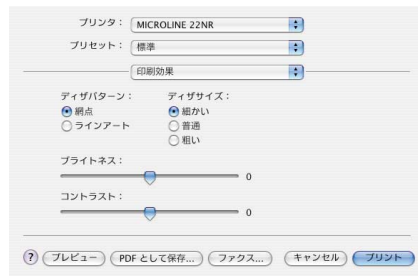 プリンタ： MICROLINE 22NR
プリセット： 標準
印刷効果
ディザパターン： ディザサイズ：
網点 細かい
ラインアート 普通
粗い
ブライトネス：
0
コントラスト：
0
? プレビュー PDF として保存... ファクス... キャンセル プリント